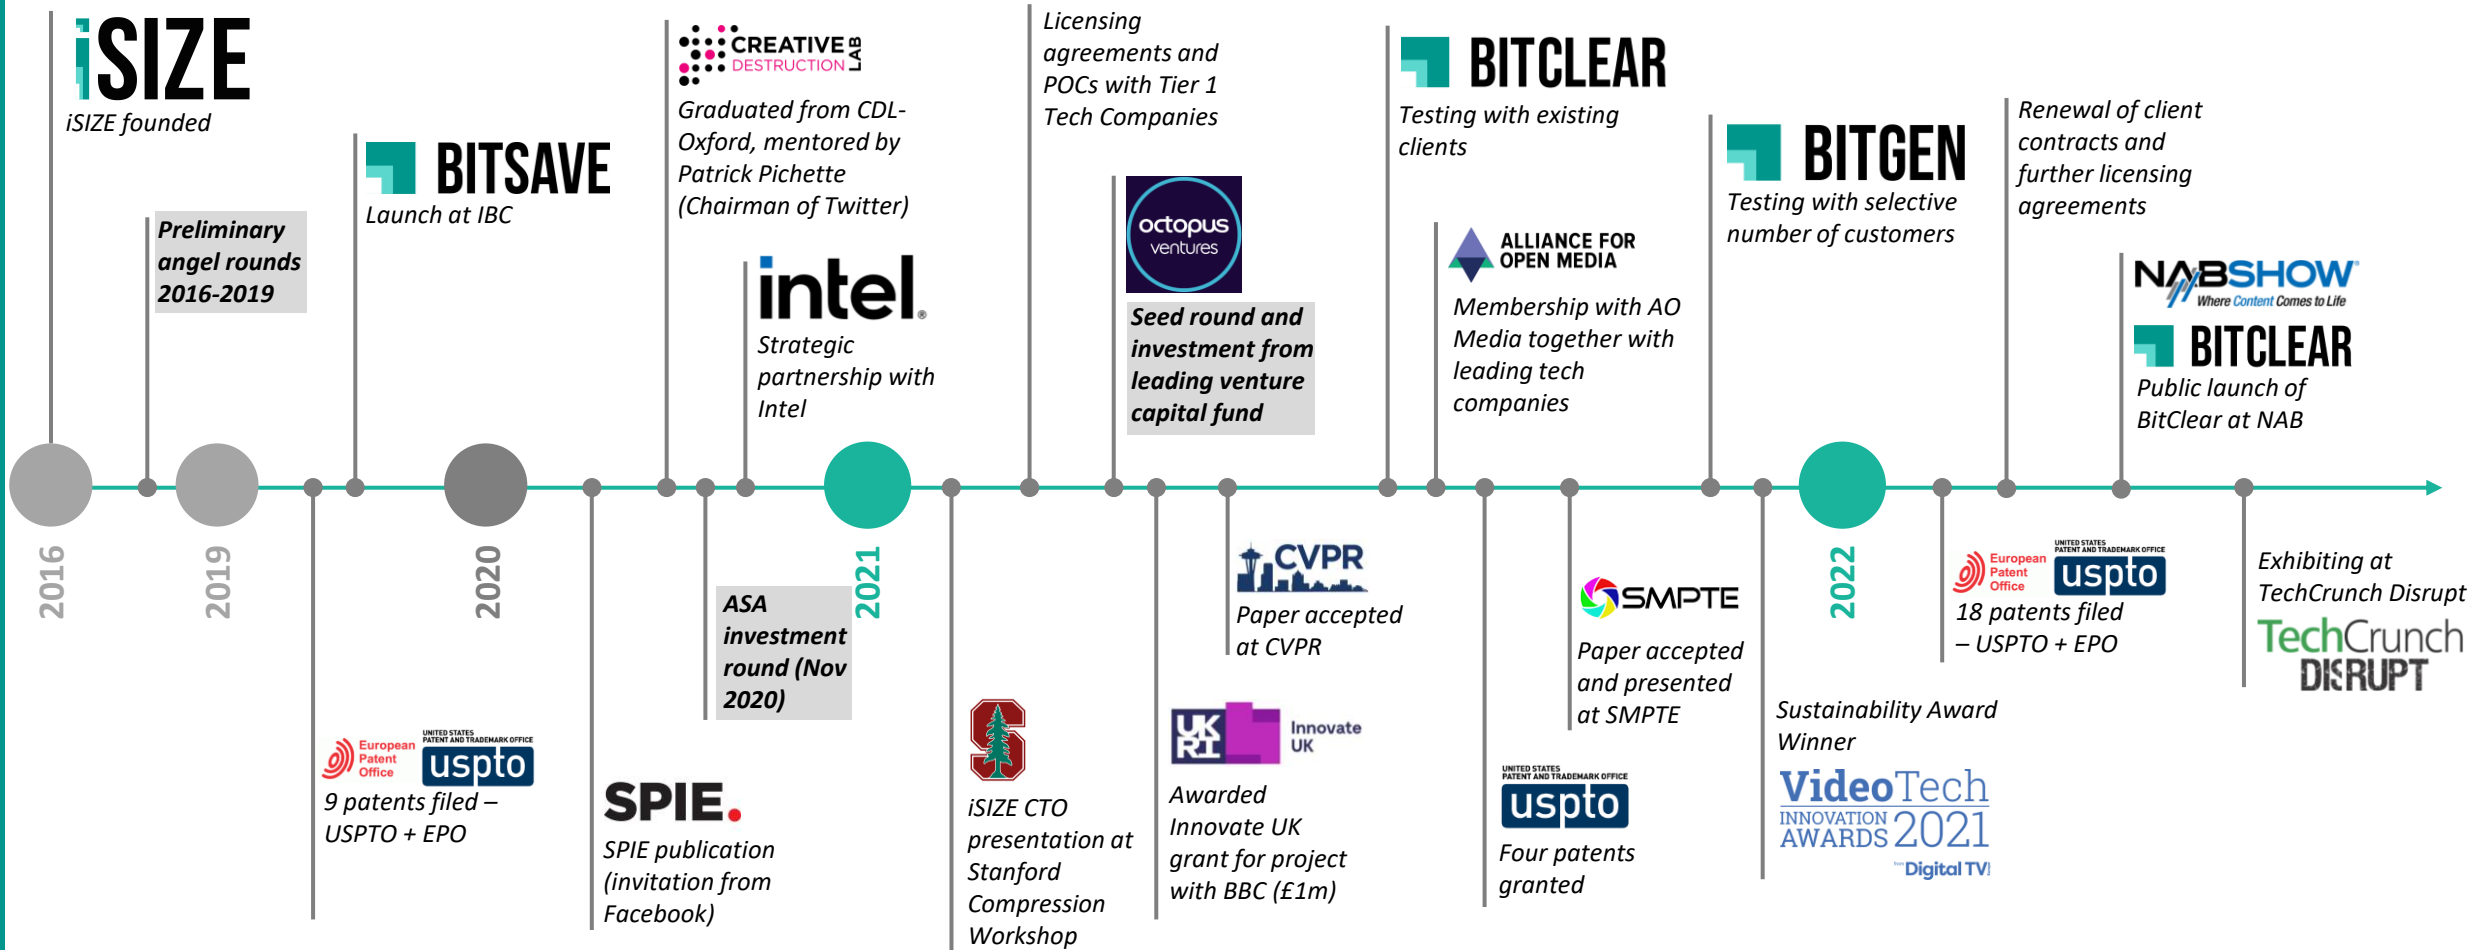 iSIZE
iSIZE founded
Preliminary
angel rounds
2016-2019
BITSAVE
Launch at IBC
CREATIVE
DESTRUCTION
LAB
Graduated from CDL-
Oxford, mentored by
Patrick Pichette
(Chairman of Twitter)
intel.
Strategic
partnership with
Intel
Licensing
agreements and
POCs with Tier 1
Tech Companies
octopus
ventures
Seed round and
investment from
leading venture
capital fund
BITCLEAR
Testing with existing
clients
ALLIANCE FOR
OPEN MEDIA
Membership with AO
Media together with
leading tech
companies
BITGEN
Testing with selective
number of customers
Renewal of client
contracts and
further licensing
agreements
NABSHOW
Where Content Comes to Life
BITCLEAR
Public launch of
BitClear at NAB
2016
2019
2020
2021
2022
European
Patent
Office
UNITED STATES
PATENT AND TRADEMARK OFFICE
uspto
9 patents filed –
USPTO + EPO
SPIE.
SPIE publication
(invitation from
Facebook)
ASA
investment
round (Nov
2020)
S
iSIZE CTO
presentation at
Stanford
Compression
Workshop
UK
RI
Innovate
UK
Awarded
Innovate UK
grant for project
with BBC (£1m)
CVPR
Paper accepted
at CVPR
UNITED STATES
PATENT AND TRADEMARK OFFICE
uspto
Four patents
granted
SMPTE
Paper accepted
and presented
at SMPTE
Sustainability Award
Winner
VideoTech
INNOVATION
AWARDS 2021
Digital TV
European
Patent
Office
UNITED STATES
PATENT AND TRADEMARK OFFICE
uspto
18 patents filed
– USPTO + EPO
Exhibiting at
TechCrunch Disrupt
TechCrunch
DISRUPT